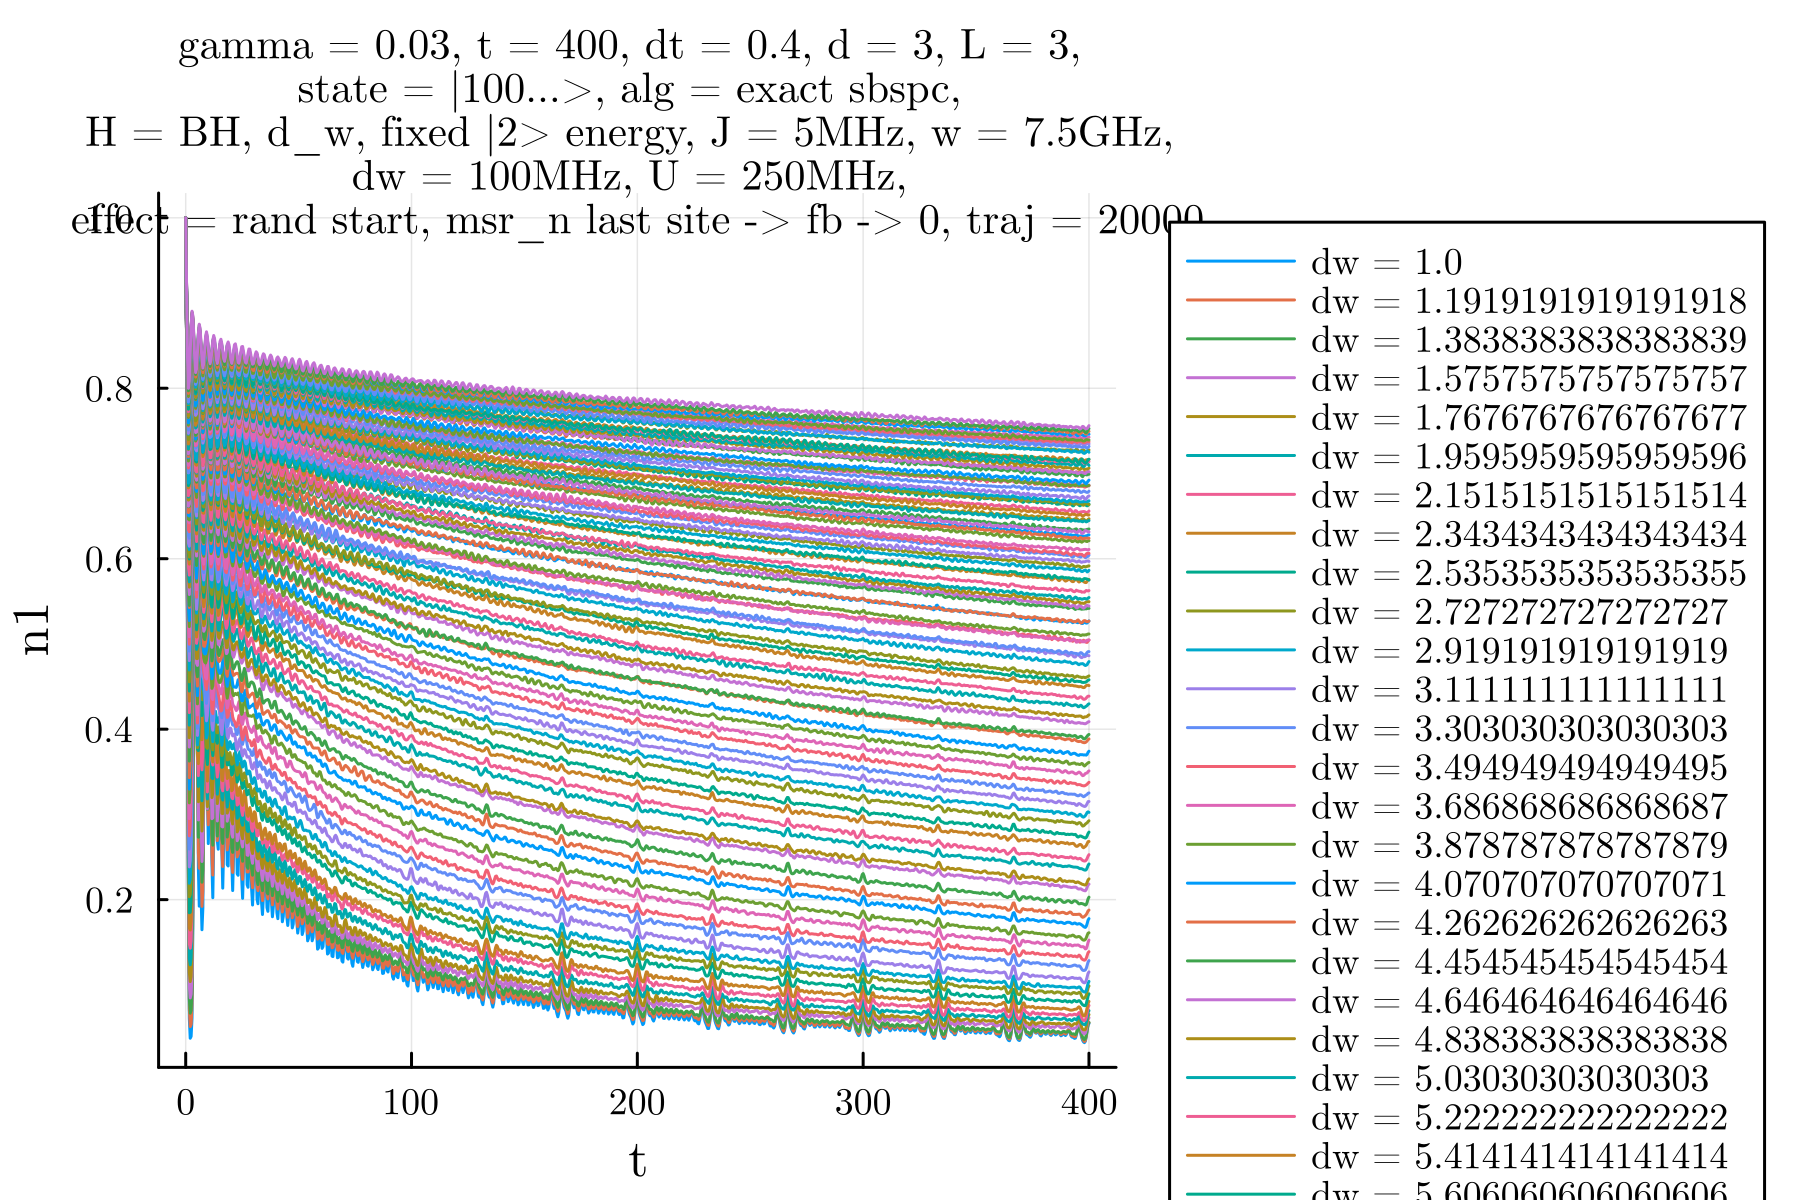 gamma = 0.03, t = 400, dt = 0.4, d = 3, L = 3,
state = |100...>, alg = exact sbspc,
H = BH, d_w, fixed |2> energy, J = 5MHz, w = 7.5GHz,
dw = 100MHz, U = 250MHz,
effect = rand start, msr_n last site -> fb -> 0, traj = 20000
1.0
0.8
0.6
0.4
0.2
n1
0 100 200 300 400
t
dw = 1.0
dw = 1.1919191919191918
dw = 1.3838383838383839
dw = 1.5757575757575757
dw = 1.7676767676767677
dw = 1.9595959595959596
dw = 2.1515151515151514
dw = 2.3434343434343434
dw = 2.5353535353535355
dw = 2.727272727272727
dw = 2.919191919191919
dw = 3.111111111111111
dw = 3.303030303030303
dw = 3.494949494949495
dw = 3.686868686868687
dw = 3.878787878787879
dw = 4.070707070707071
dw = 4.262626262626263
dw = 4.454545454545454
dw = 4.646464646464646
dw = 4.838383838383838
dw = 5.03030303030303
dw = 5.222222222222222
dw = 5.414141414141414
dw = 5.606060606060606